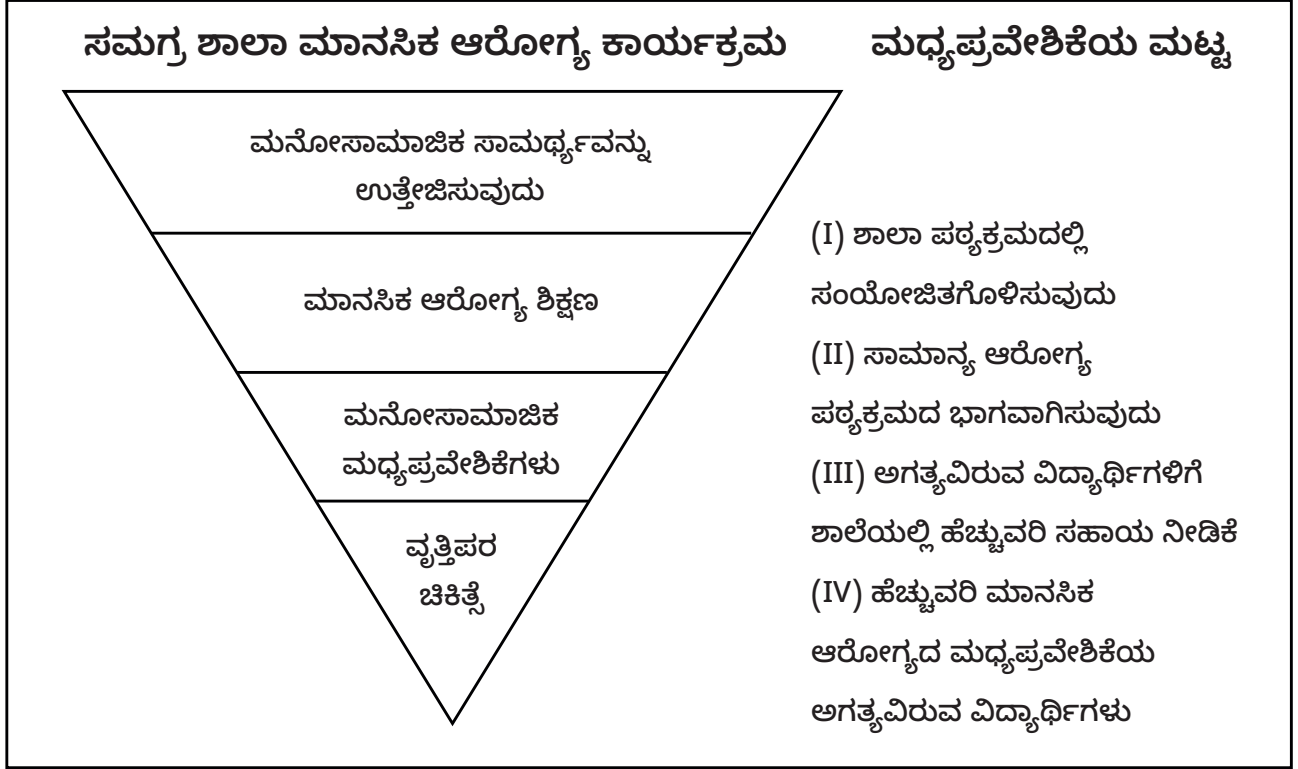 ಸಮಗ್ರ ಶಾಲಾ ಮಾನಸಿಕ ಆರೋಗ್ಯ ಕಾರ್ಯಕ್ರಮ
ಮಧ್ಯಪ್ರವೇಶಿಕೆಯ ಮಟ್ಟ
ಮನೋಸಾಮಾಜಿಕ ಸಾಮರ್ಥ್ಯವನ್ನು
ಉತ್ತೇಜಿಸುವುದು
ಮಾನಸಿಕ ಆರೋಗ್ಯ ಶಿಕ್ಷಣ
ಮನೋಸಾಮಾಜಿಕ
ಮಧ್ಯಪ್ರವೇಶಿಕೆಗಳು
ವೃತ್ತಿಪರ
ಚಿಕಿತ್ಸೆ
(I) ಶಾಲಾ ಪಠ್ಯಕ್ರಮದಲ್ಲಿ
ಸಂಯೋಜಿತಗೊಳಿಸುವುದು
(II) ಸಾಮಾನ್ಯ ಆರೋಗ್ಯ
ಪಠ್ಯಕ್ರಮದ ಭಾಗವಾಗಿಸುವುದು
(III) ಅಗತ್ಯವಿರುವ ವಿದ್ಯಾರ್ಥಿಗಳಿಗೆ
ಶಾಲೆಯಲ್ಲಿ ಹೆಚ್ಚುವರಿ ಸಹಾಯ ನೀಡಿಕೆ
(IV) ಹೆಚ್ಚುವರಿ ಮಾನಸಿಕ
ಆರೋಗ್ಯದ ಮಧ್ಯಪ್ರವೇಶಿಕೆಯ
ಅಗತ್ಯವಿರುವ ವಿದ್ಯಾರ್ಥಿಗಳು